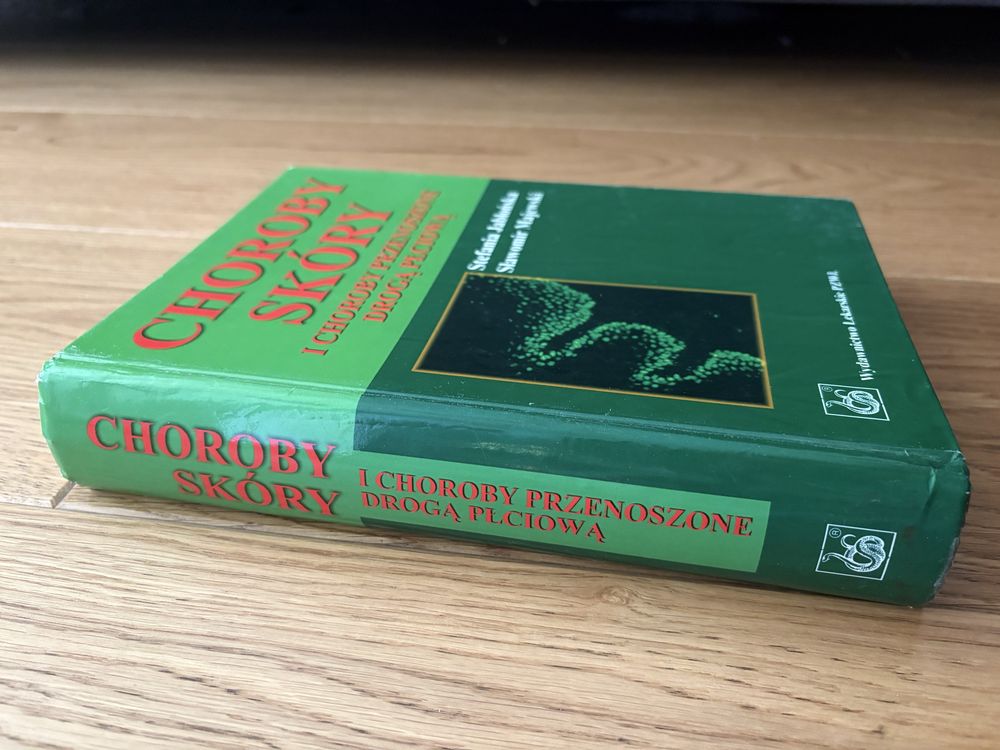 CHOROBY
SKÓRY
I CHOROBY PRZENOSZONE
DROGĄ PŁCIOWĄ
Stefania Jabłońska
Sławomir Majewski
Wydawnictwo Lekarskie PZWL
®
CHOROBY
SKÓRY
I CHOROBY PRZENOSZONE
DROGĄ PŁCIOWĄ
®